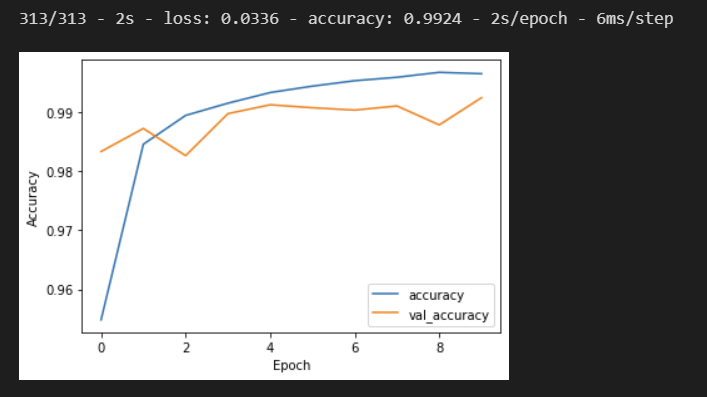 313/313 - 2s - loss: 0.0336 - accuracy: 0.9924 - 2s/epoch - 6ms/step
0.99
0.98
0.97
0.96
Accuracy
accuracy
val_accuracy
0 2 4 6 8
Epoch